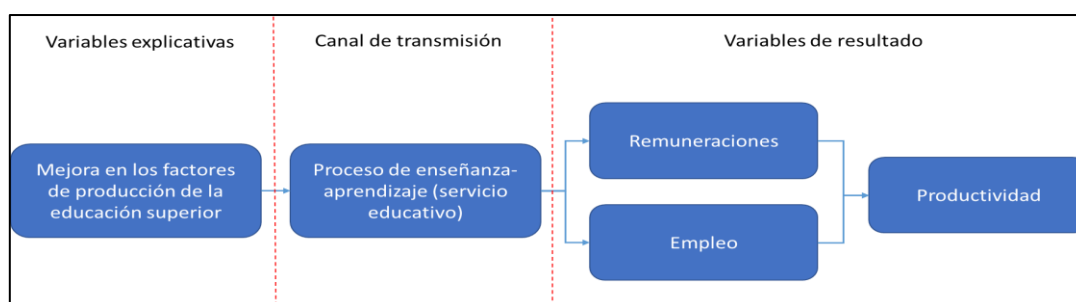 Variables explicativas
Canal de transmisión
Variables de resultado
Mejora en los factores
de producción de la
educación superior
Proceso de enseñanza-
aprendizaje (servicio
educativo)
Remuneraciones
Empleo
Productividad